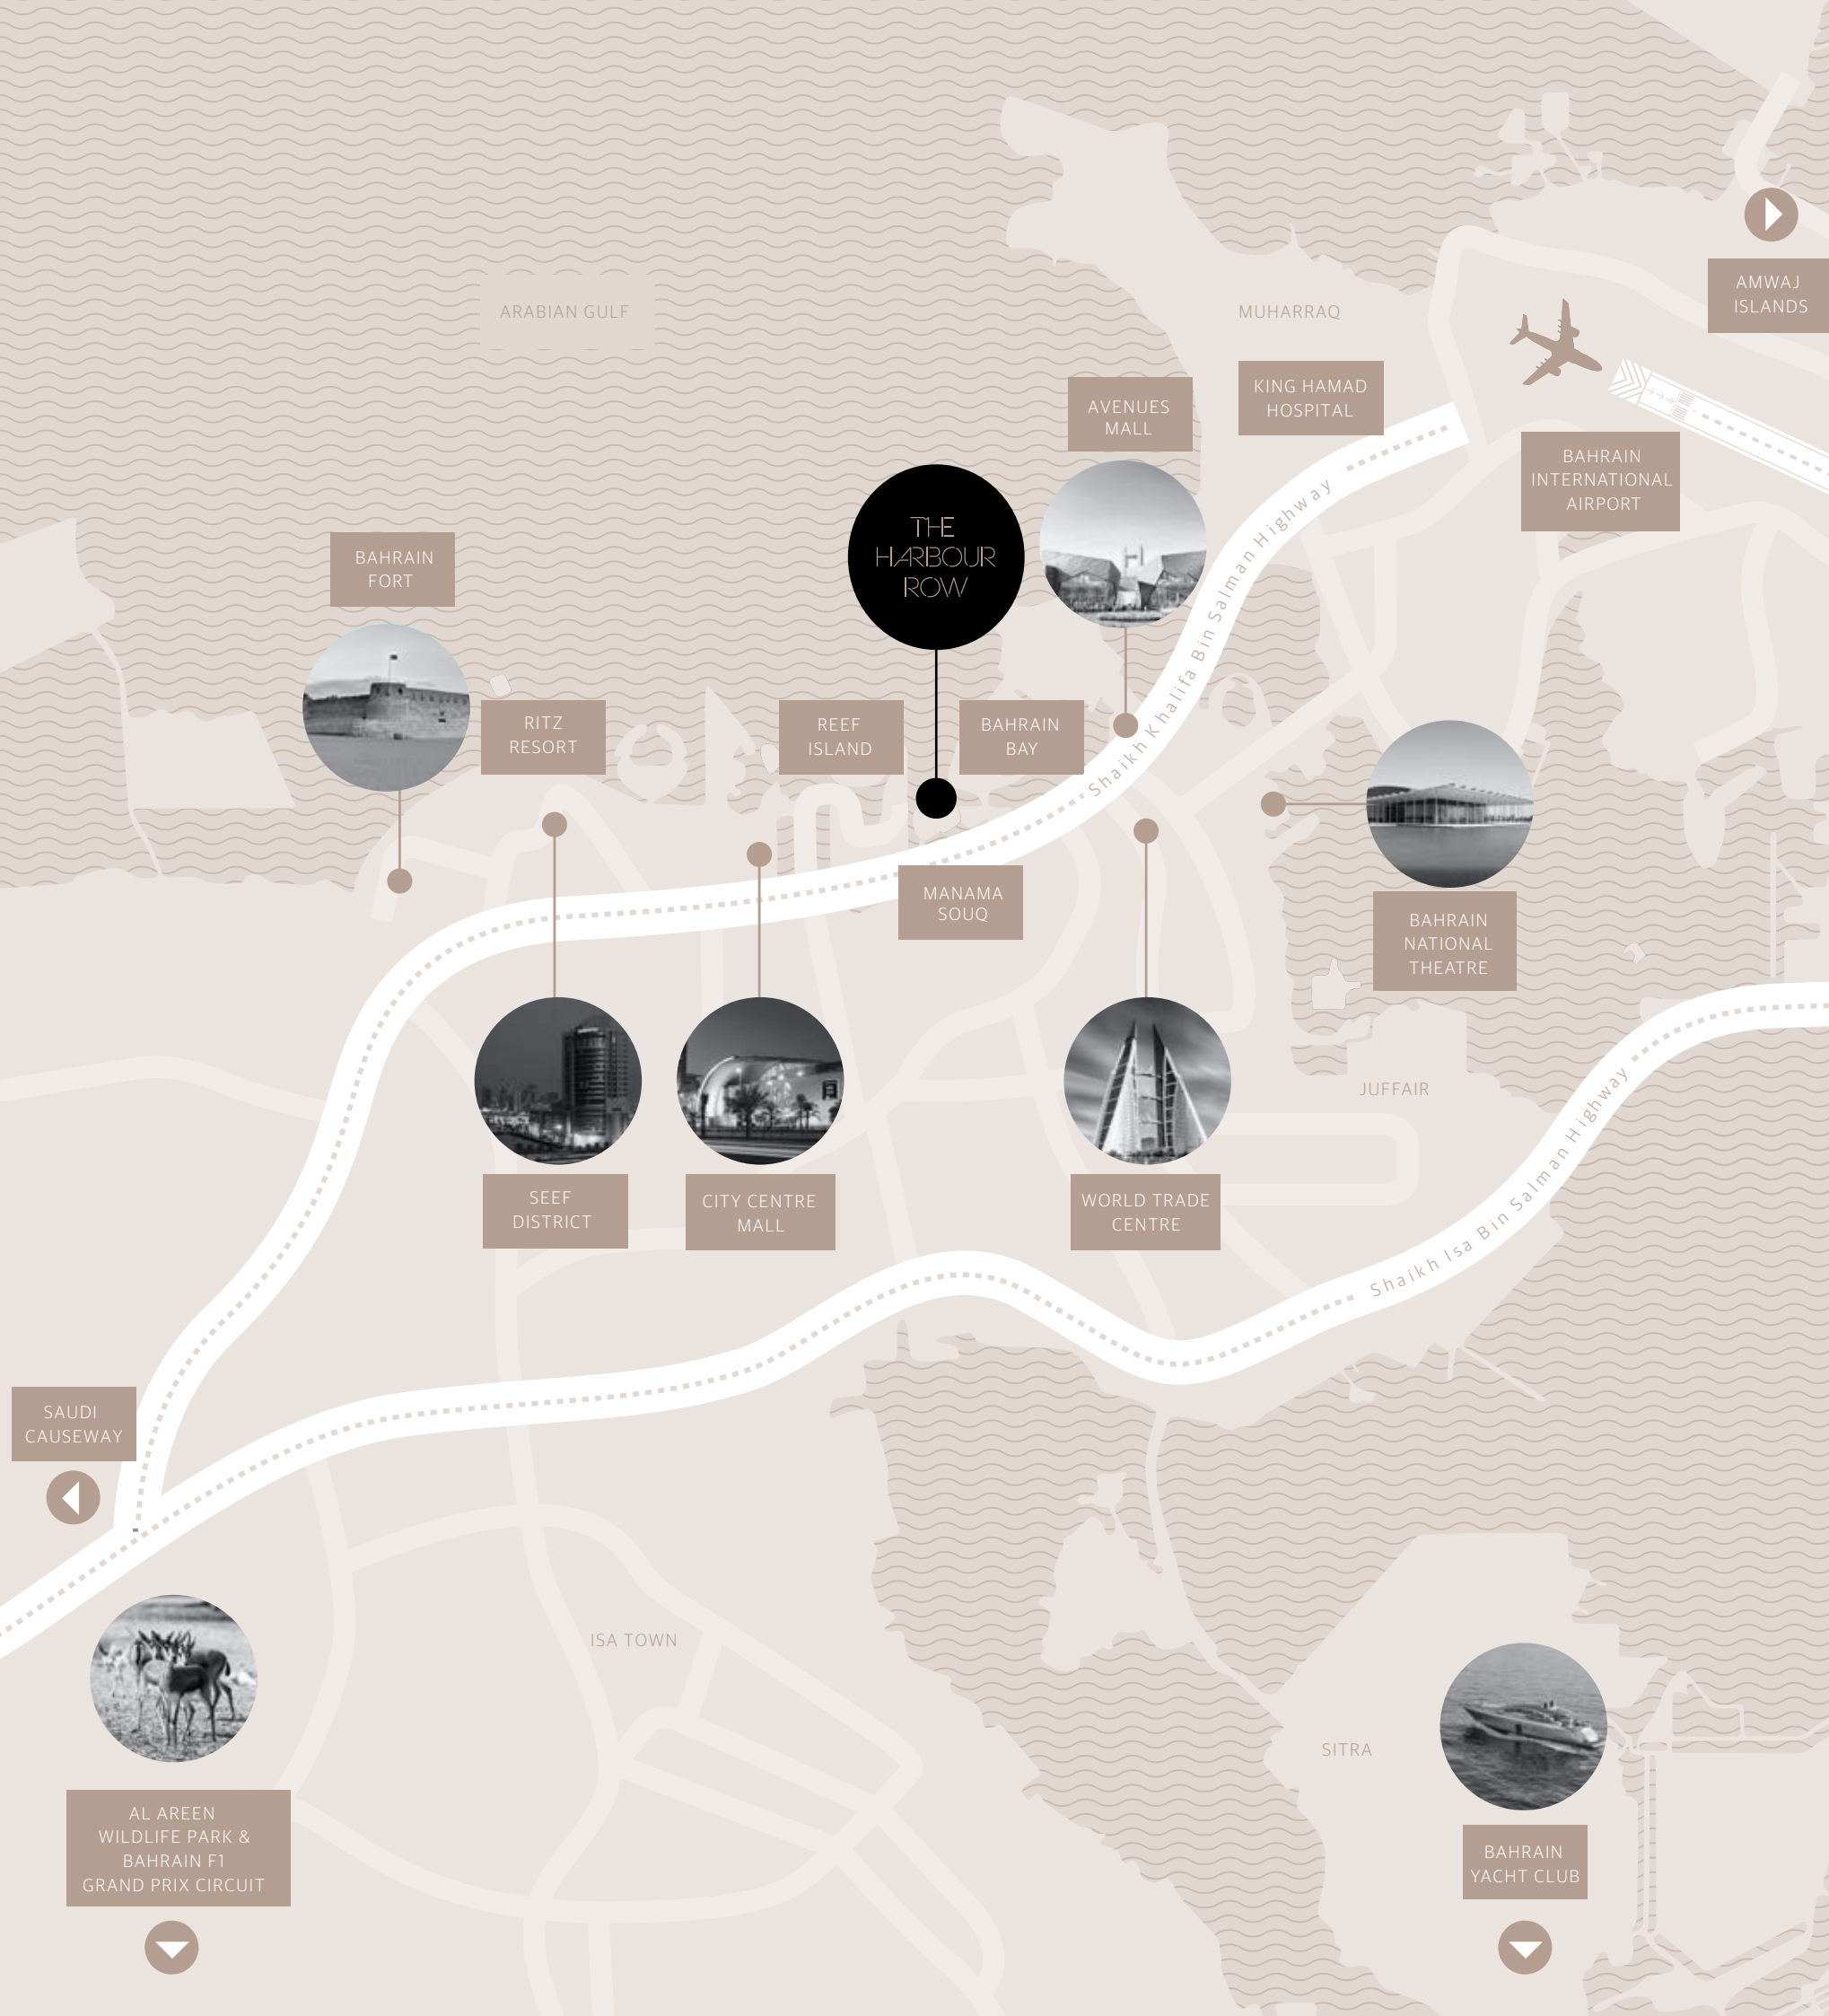 AMWAJ
ISLANDS
ARABIAN GULF
MUHARRAQ
KING HAMAD
HOSPITAL
AVENUES
MALL
BAHRAIN
INTERNATIONAL
AIRPORT
THE
HARBOUR
ROW
BAHRAIN
FORT
Shaikh Khalifa Bin Salman Highway
RITZ
RESORT
REEF
ISLAND
BAHRAIN
BAY
MANAMA
SOUQ
BAHRAIN
NATIONAL
THEATRE
JUFFAIR
SEEF
DISTRICT
CITY CENTRE
MALL
WORLD TRADE
CENTRE
Shaikh Isa Bin Salman Highway
SAUDI
CAUSEWAY
ISA TOWN
SITRA
AL AREEN
WILDLIFE PARK &
BAHRAIN F1
GRAND PRIX CIRCUIT
BAHRAIN
YACHT CLUB